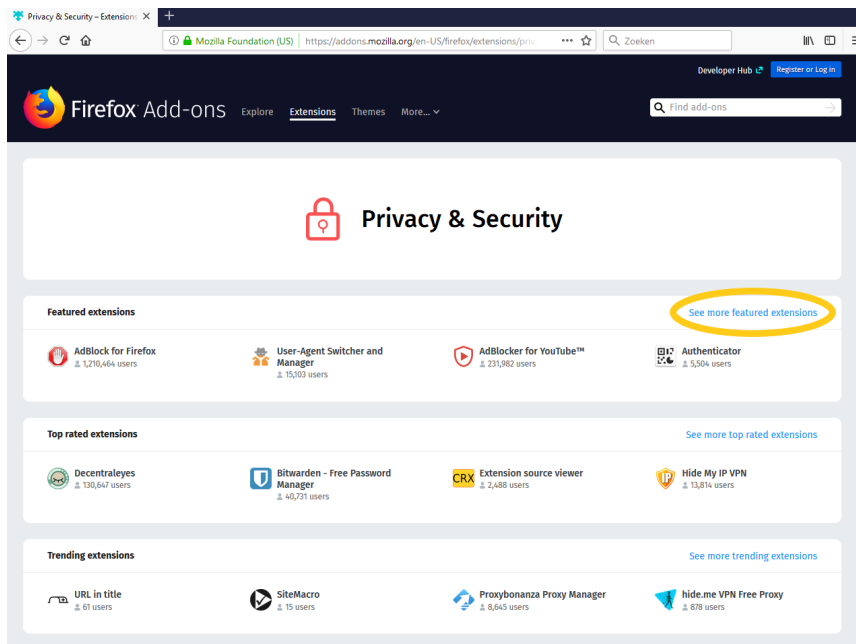 Privacy & Security – Extensions
Mozilla Foundation (US) https://addons.mozilla.org/en-US/firefox/extensions/priv
Zoeken
Developer Hub
Register or Log in
Firefox Add-ons
Explore Extensions Themes More...
Find add-ons
Privacy & Security
Featured extensions
See more featured extensions
AdBlock for Firefox
1,210,464 users
User-Agent Switcher and
Manager
15,103 users
AdBlocker for YouTube™
231,982 users
Authenticator
5,504 users
Top rated extensions
See more top rated extensions
Decentraleyes
130,647 users
Bitwarden - Free Password
Manager
40,731 users
CRX
Extension source viewer
2,488 users
IP
Hide My IP VPN
13,814 users
Trending extensions
See more trending extensions
URL in title
61 users
SiteMacro
15 users
Proxybonanza Proxy Manager
8,645 users
hide.me VPN Free Proxy
878 users